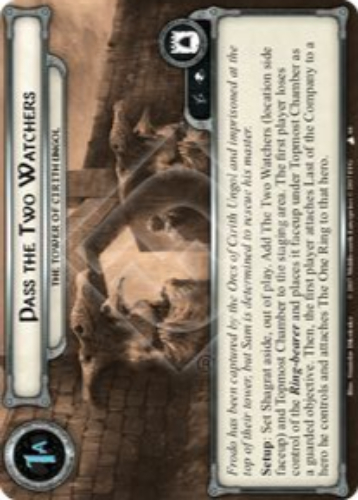 1A
PASS THE TWO WATCHERS
THE TOWER OF CIRITH UNGOL
Frodo has been captured by the Orcs of Cirith Ungol and imprisoned at the
top of their tower, but Sam is determined to rescue his master.
Setup: Set Shagrat aside, out of play. Add The Two Watchers (location side
faceup) and Topmost Chamber to the staging area. The first player loses
control of the Ring-bearer and places it faceup under Topmost Chamber as
a guarded objective. Then, the first player attaches Last of the Company to a
hero he controls and attaches The One Ring to that hero.
Illus. © 2017 Middle-earth Enterprises © 2017 FFG